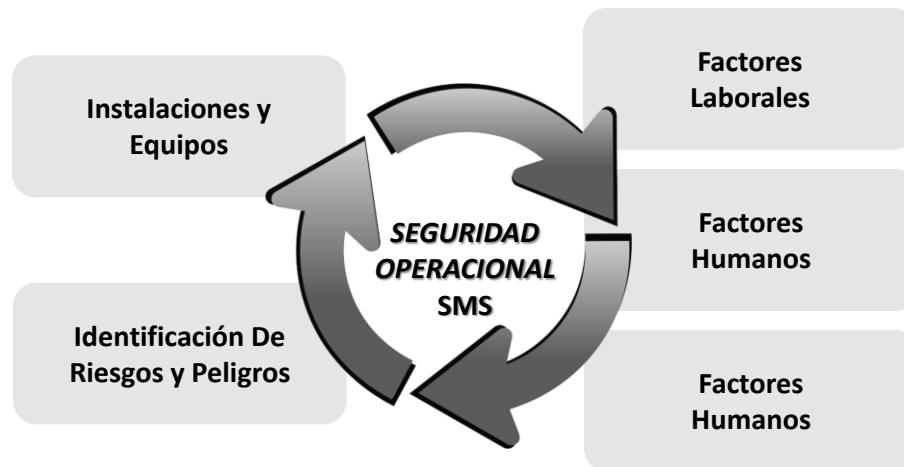 Instalaciones y
Equipos
Factores
Laborales
SEGURIDAD
OPERACIONAL
SMS
Factores
Humanos
Identificación De
Riesgos y Peligros
Factores
Humanos